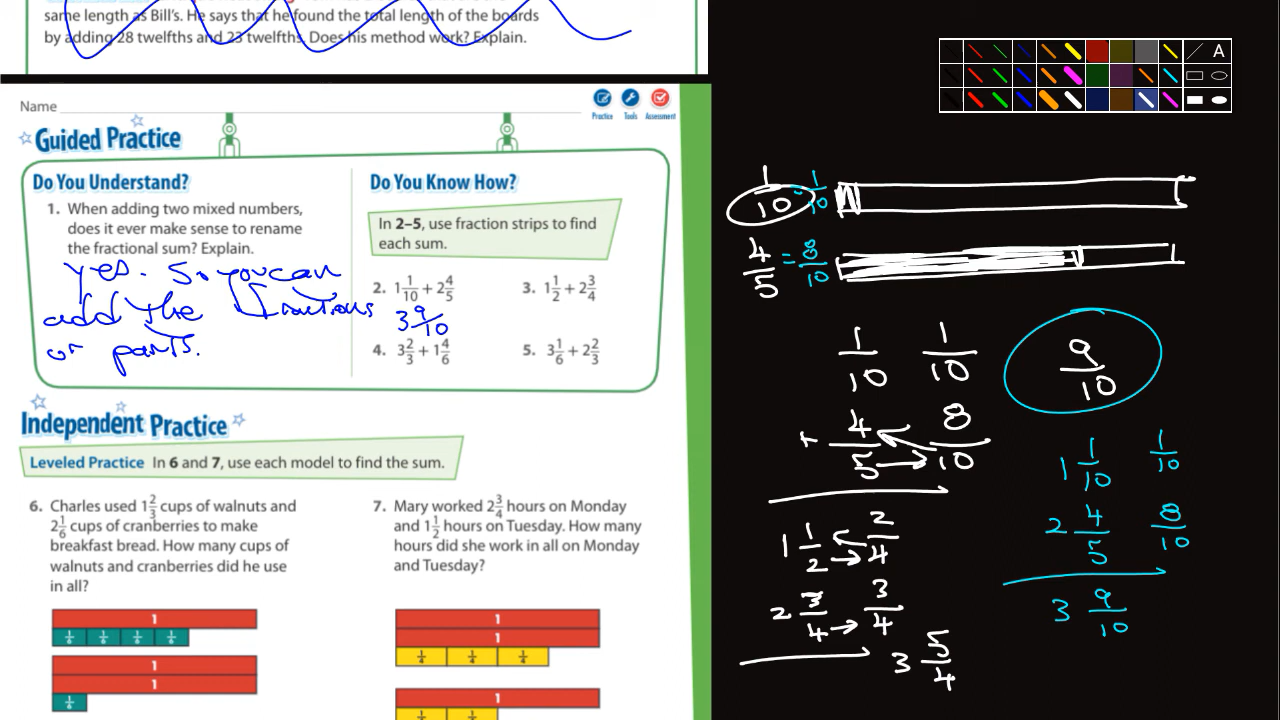 same length as Bill's. He says that he found the total length of the boards
by adding 28 twelfths and 23 twelfths. Does his method work? Explain.
Name
Practice Tools Assessment
Guided Practice
Do You Understand?
1. When adding two mixed numbers,
does it ever make sense to rename
the fractional sum? Explain.
yes. So you can
add the fractions
or parts.
Do You Know How?
In 2–5, use fraction strips to find
each sum.
2. 1 1/10 + 2 4/5
3 9/10
3. 1 1/2 + 2 3/4
4. 3 2/3 + 1 4/6
5. 3 1/6 + 2 2/3
Independent Practice
Leveled Practice In 6 and 7, use each model to find the sum.
6. Charles used 1 2/3 cups of walnuts and
2 1/6 cups of cranberries to make
breakfast bread. How many cups of
walnuts and cranberries did he use
in all?
1
1/6 1/6 1/6 1/6
1
1
1/6
7. Mary worked 2 3/4 hours on Monday
and 1 1/2 hours on Tuesday. How many
hours did she work in all on Monday
and Tuesday?
1
1
1/4 1/4 1/4
1
1/4 1/4
A
1/10 = 1/10
4/5 = 8/10
1/10 1/10
+ 4/5 8/10
9/10
1 1/10 1/10
2 4/5 8/10
3 9/10
1 1/2 2/4
2 3/4 3/4
3 5/4